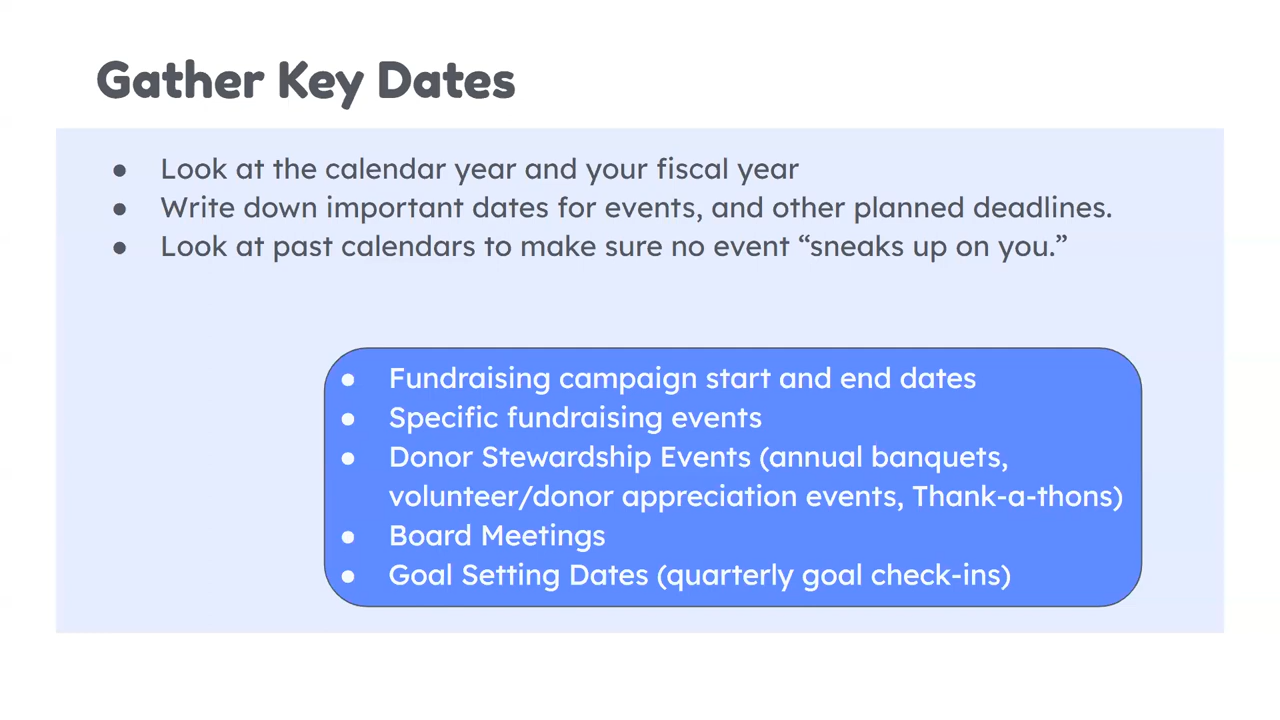 Gather Key Dates
● Look at the calendar year and your fiscal year
● Write down important dates for events, and other planned deadlines.
● Look at past calendars to make sure no event “sneaks up on you.”
● Fundraising campaign start and end dates
● Specific fundraising events
● Donor Stewardship Events (annual banquets,
volunteer/donor appreciation events, Thank-a-thons)
● Board Meetings
● Goal Setting Dates (quarterly goal check-ins)